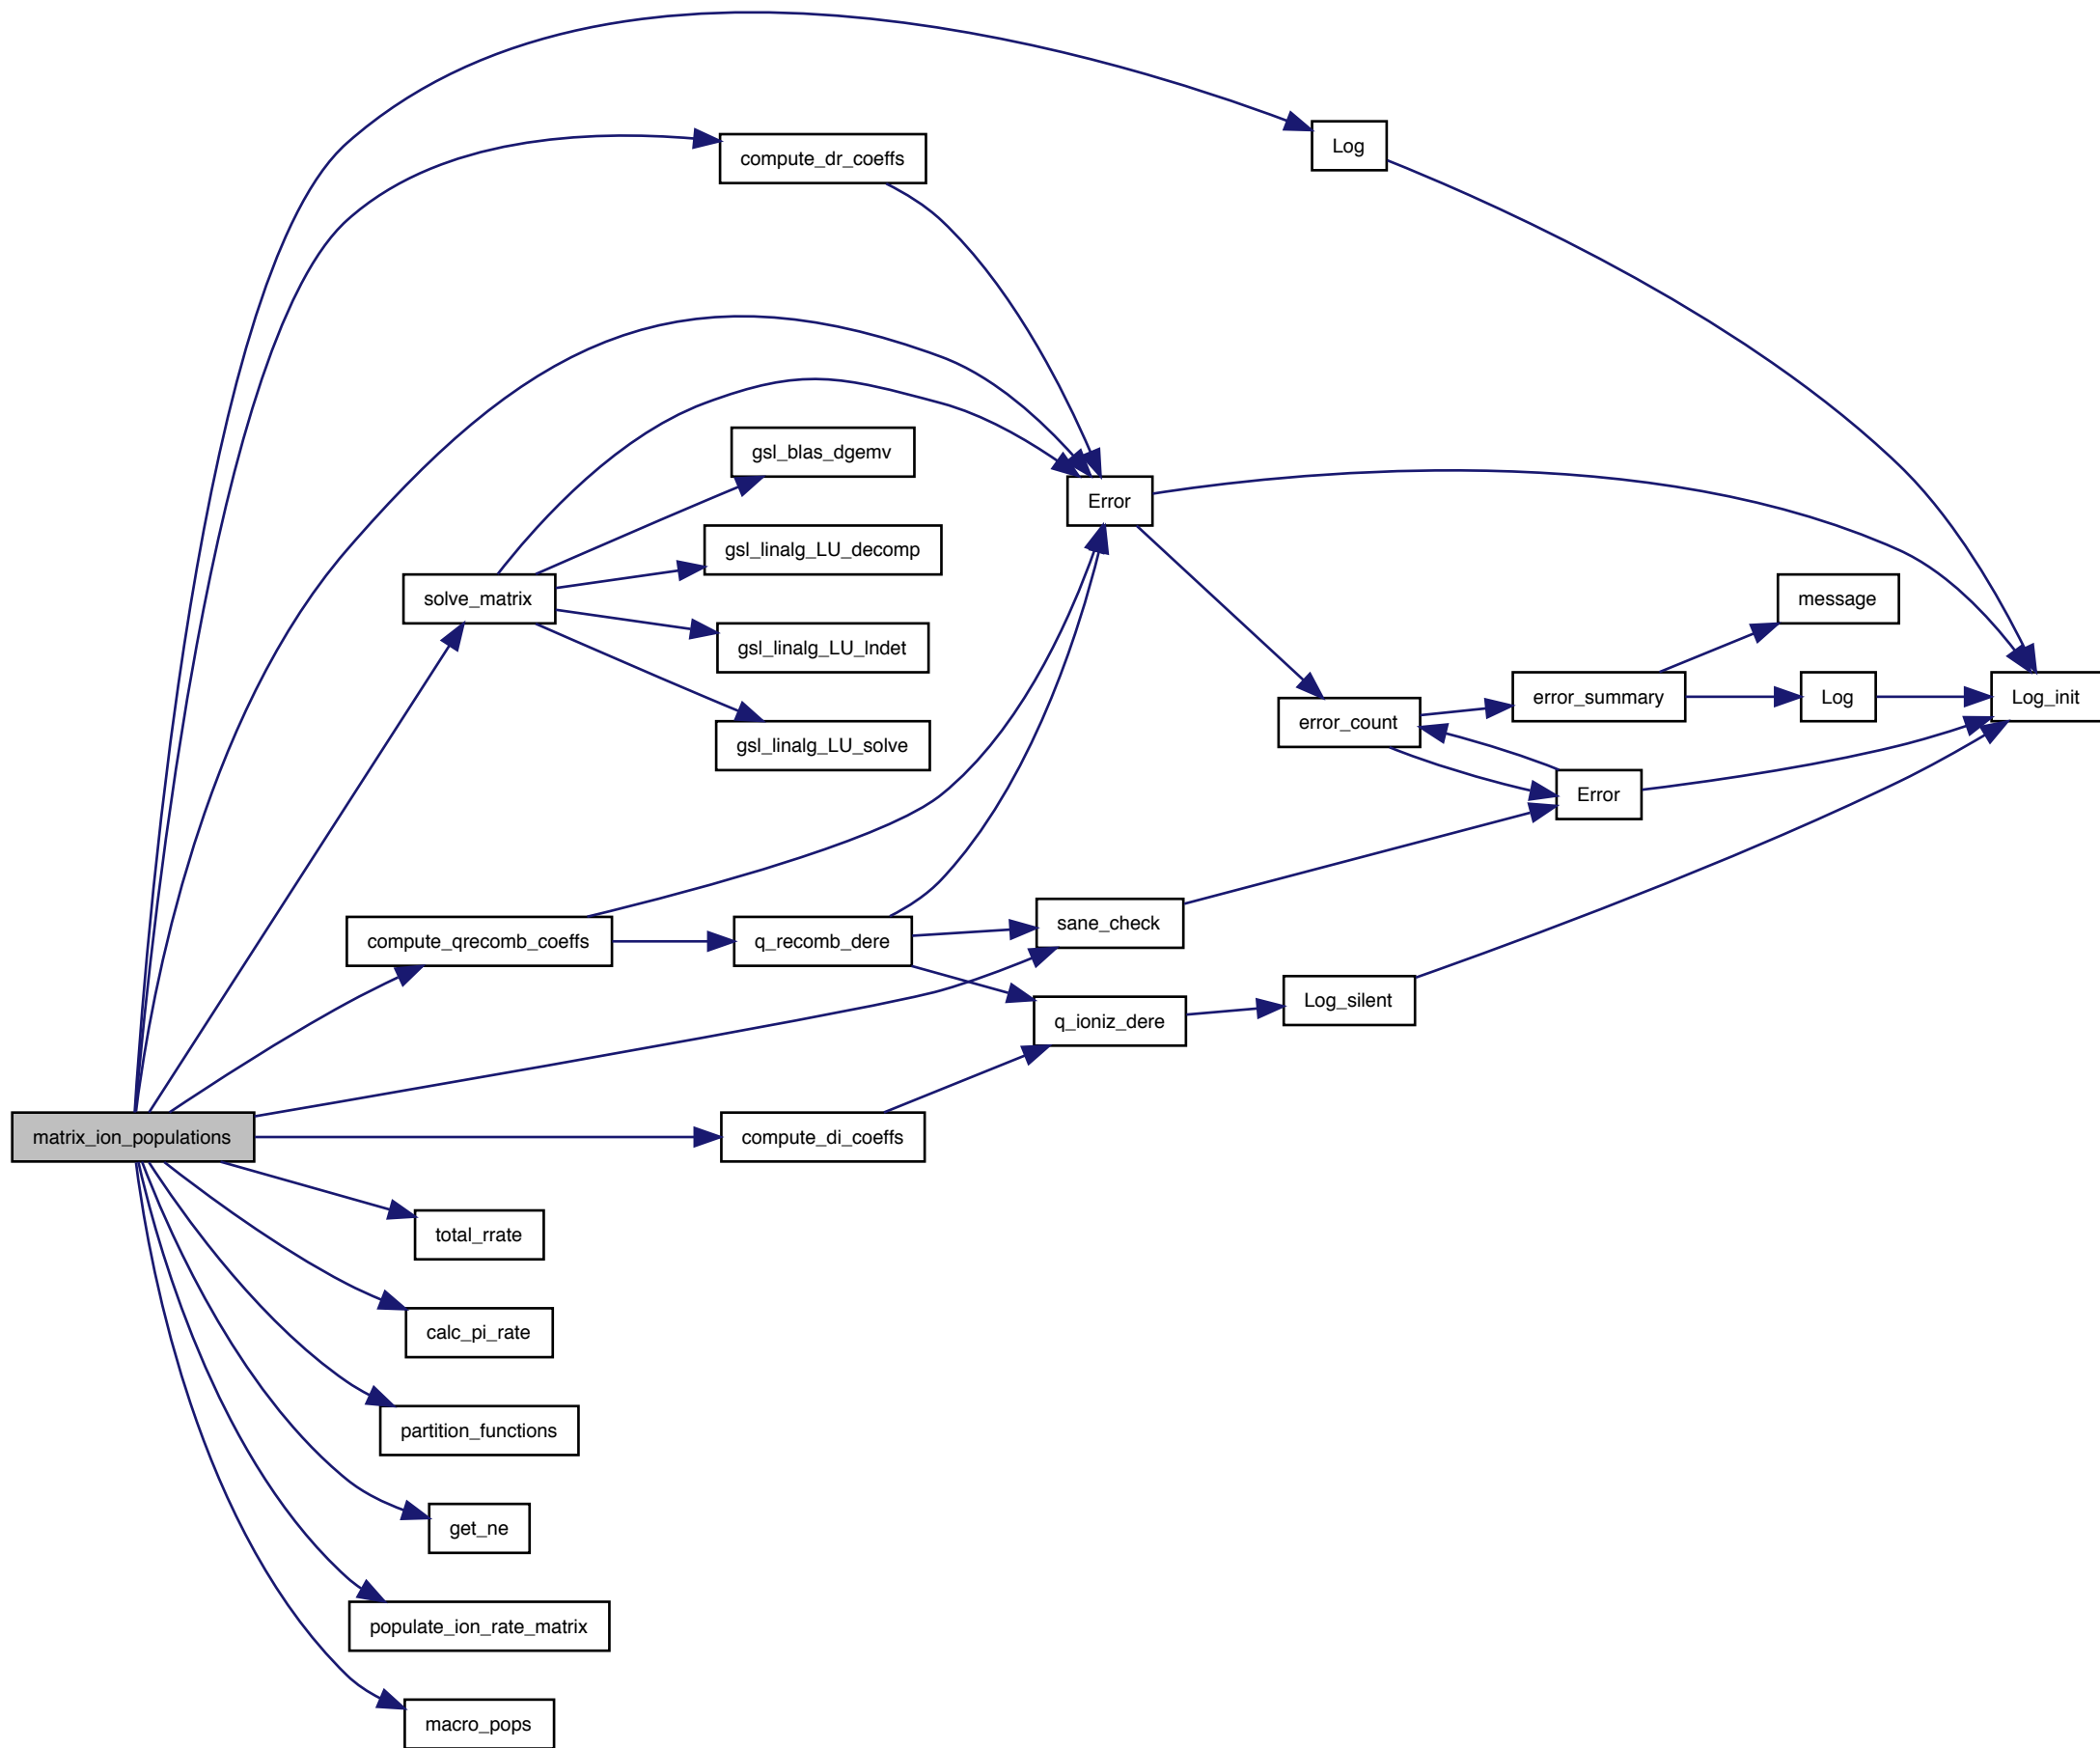 Log
compute_dr_coeffs
gsl_blas_dgemv
Error
gsl_linalg_LU_decomp
solve_matrix
message
gsl_linalg_LU_lndet
error_summary
Log
Log_init
error_count
gsl_linalg_LU_solve
Error
sane_check
compute_qrecomb_coeffs
q_recomb_dere
Log_silent
q_ioniz_dere
matrix_ion_populations
compute_di_coeffs
total_rrate
calc_pi_rate
partition_functions
get_ne
populate_ion_rate_matrix
macro_pops